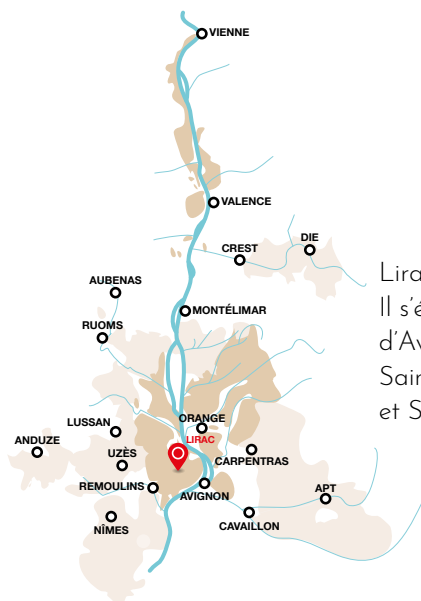 VIENNE
VALENCE
DIE
CREST
AUBENAS
MONTÉLIMAR
RUOMS
ORANGE
LUSSAN
LIRAC
ANDUZE
UZÈS
CARPENTRAS
REMOULINS
AVIGNON
APT
CAVAILLON
NÎMES
Lira
Il s'é
d'Av
Sain
et S